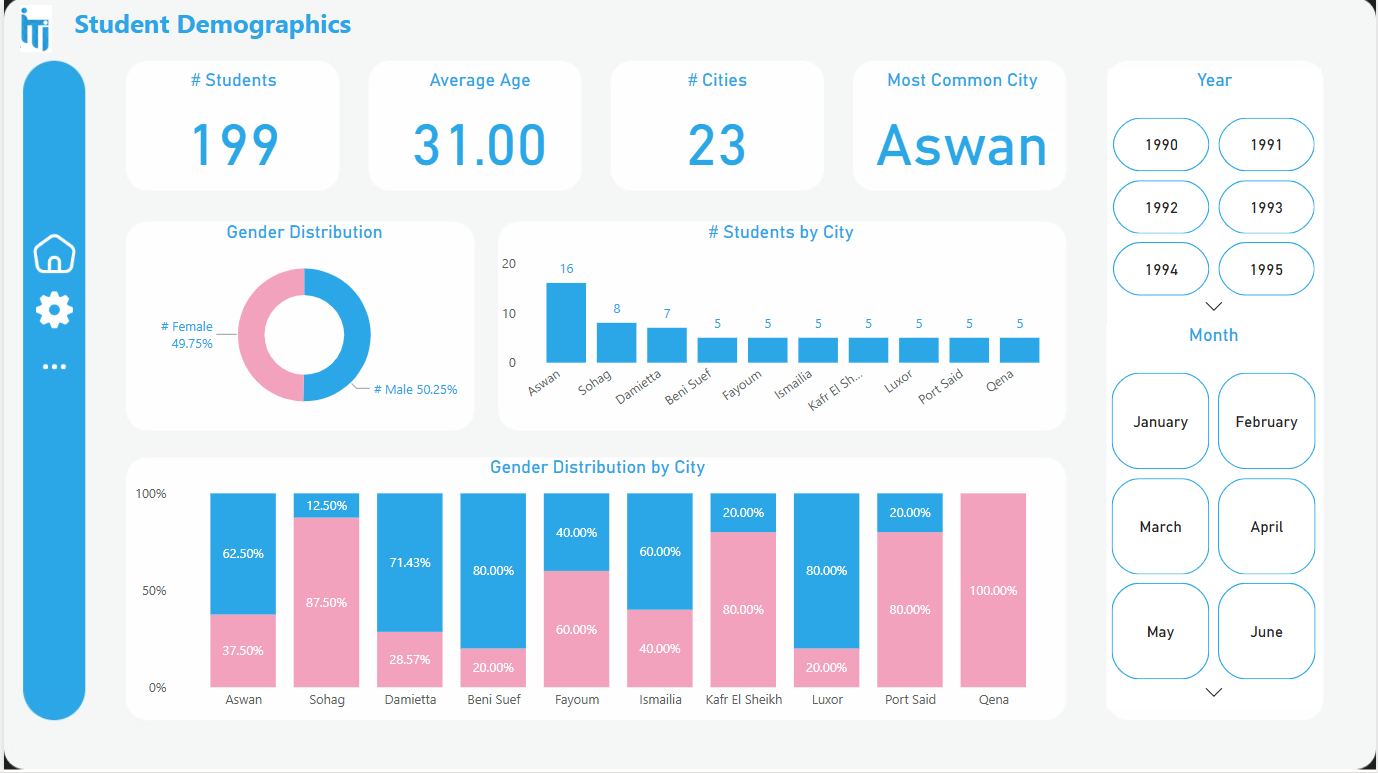 iTi
Student Demographics
# Students
199
Average Age
31.00
# Cities
23
Most Common City
Aswan
Gender Distribution
# Female
49.75%
# Male 50.25%
# Students by City
20
10
0
16
8
7
5
5
5
5
5
5
5
Aswan
Sohag
Damietta
Beni Suef
Fayoum
Ismailia
Kafr El Sh...
Luxor
Port Said
Qena
Gender Distribution by City
100%
50%
0%
62.50%
37.50%
12.50%
87.50%
71.43%
28.57%
80.00%
20.00%
40.00%
60.00%
60.00%
40.00%
20.00%
80.00%
80.00%
20.00%
20.00%
80.00%
100.00%
Aswan
Sohag
Damietta
Beni Suef
Fayoum
Ismailia
Kafr El Sheikh
Luxor
Port Said
Qena
Year
1990
1991
1992
1993
1994
1995
Month
January
February
March
April
May
June